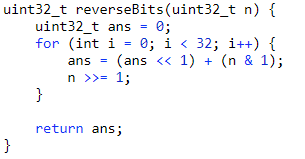 uint32_t reverseBits(uint32_t n) {
    uint32_t ans = 0;
    for (int i = 0; i < 32; i++) {
        ans = (ans << 1) + (n & 1);
        n >>= 1;
    }

    return ans;
}